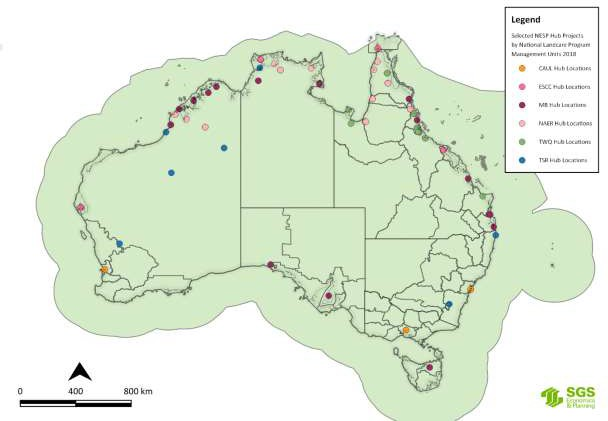 Legend
Selected NESP Hub Projects
by National Landcare Program
Management Units 2018
CAUL Hub Locations
ESCC Hub Locations
MB Hub Locations
NAER Hub Locations
TWQ Hub Locations
TSR Hub Locations
0 400 800 km
SGS
Economics
& Planning